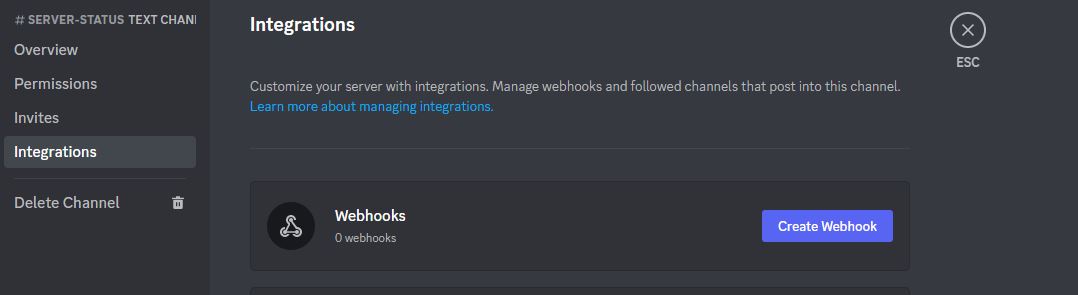 # SERVER-STATUS TEXT CHAN
Overview
Permissions
Invites
Integrations
Delete Channel
Integrations
ESC
Customize your server with integrations. Manage webhooks and followed channels that post into this channel.
Learn more about managing integrations.
Webhooks
0 webhooks
Create Webhook